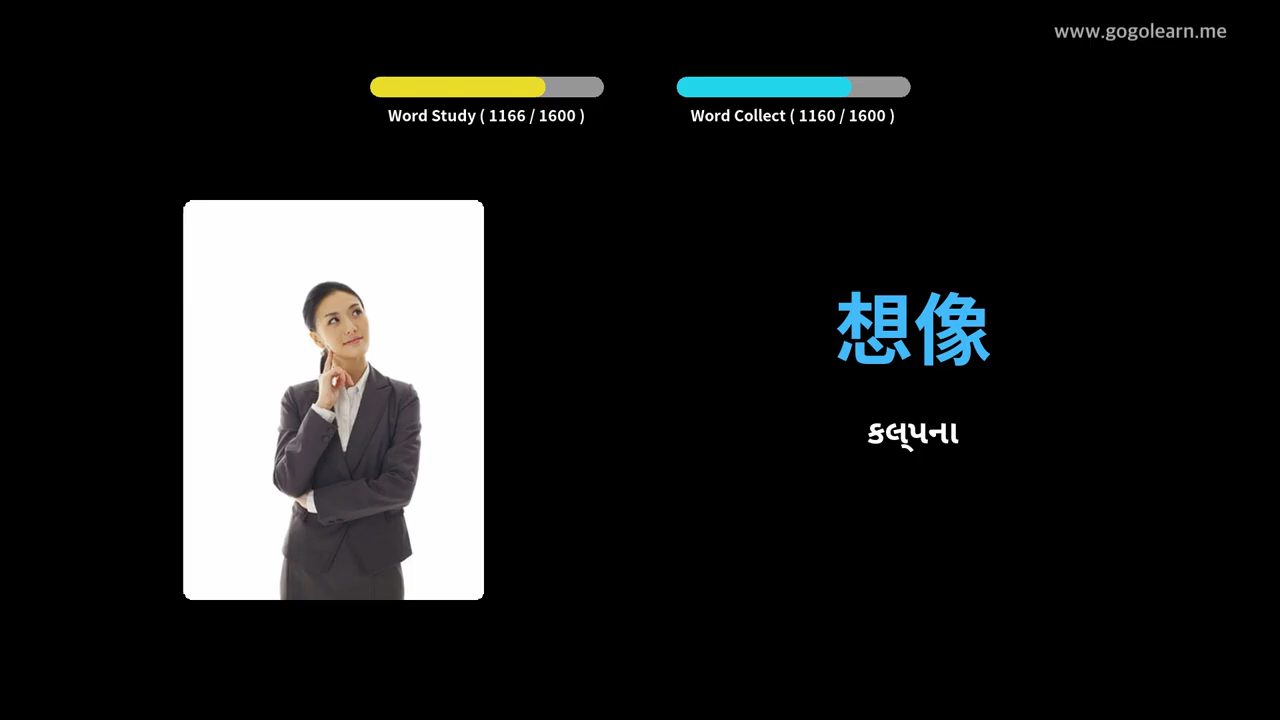 www.gogolearn.me
Word Study ( 1166 / 1600 )
Word Collect ( 1160 / 1600 )
想像
કલ્પના